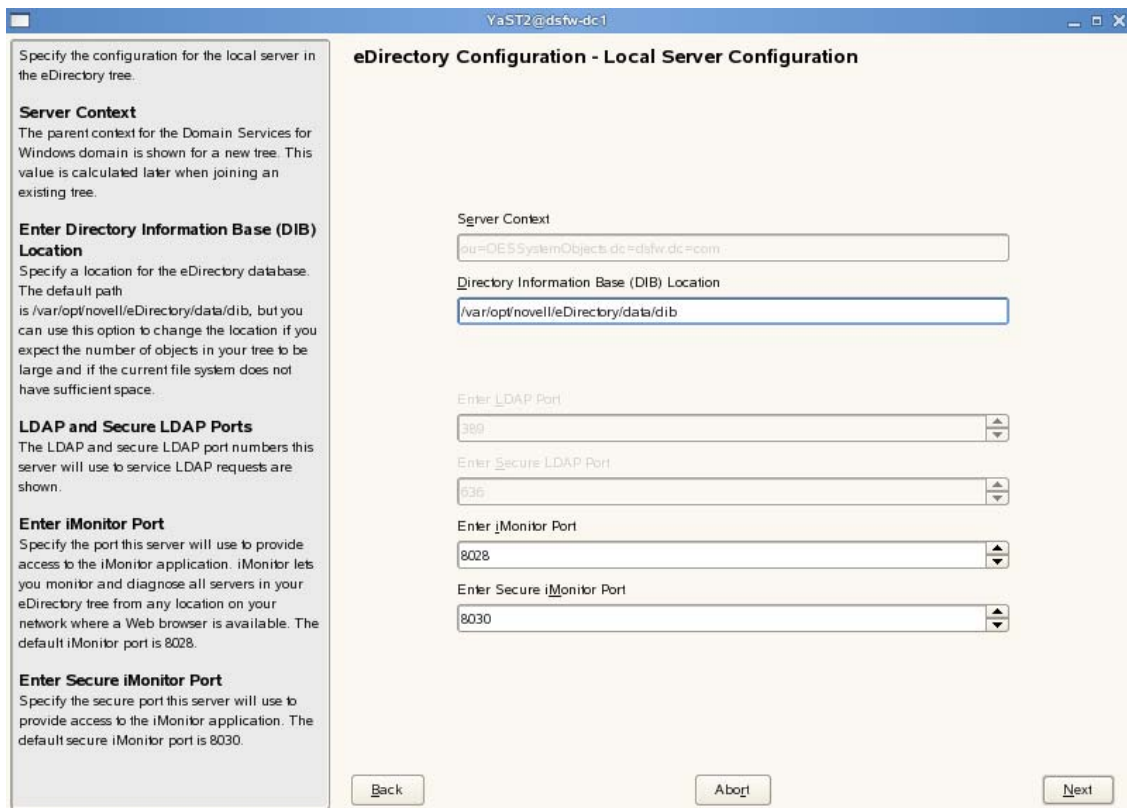 YaST2@dsfw-dc1
Specify the configuration for the local server in
the eDirectory tree.
Server Context
The parent context for the Domain Services for
Windows domain is shown for a new tree. This
value is calculated later when joining an
existing tree.
Enter Directory Information Base (DIB)
Location
Specify a location for the eDirectory database.
The default path
is /var/opt/novell/eDirectory/data/dib, but you
can use this option to change the location if you
expect the number of objects in your tree to be
large and if the current file system does not
have sufficient space.
LDAP and Secure LDAP Ports
The LDAP and secure LDAP port numbers this
server will use to service LDAP requests are
shown.
Enter iMonitor Port
Specify the port this server will use to provide
access to the iMonitor application. iMonitor lets
you monitor and diagnose all servers in your
eDirectory tree from any location on your
network where a Web browser is available. The
default iMonitor port is 8028.
Enter Secure iMonitor Port
Specify the secure port this server will use to
provide access to the iMonitor application. The
default secure iMonitor port is 8030.
eDirectory Configuration - Local Server Configuration
Server Context
ou=OESSystemObjects.dc=dsfw.dc=com
Directory Information Base (DIB) Location
/var/opt/novell/eDirectory/data/dib
Enter LDAP Port
389
Enter Secure LDAP Port
636
Enter iMonitor Port
8028
Enter Secure iMonitor Port
8030
Back
Abort
Next